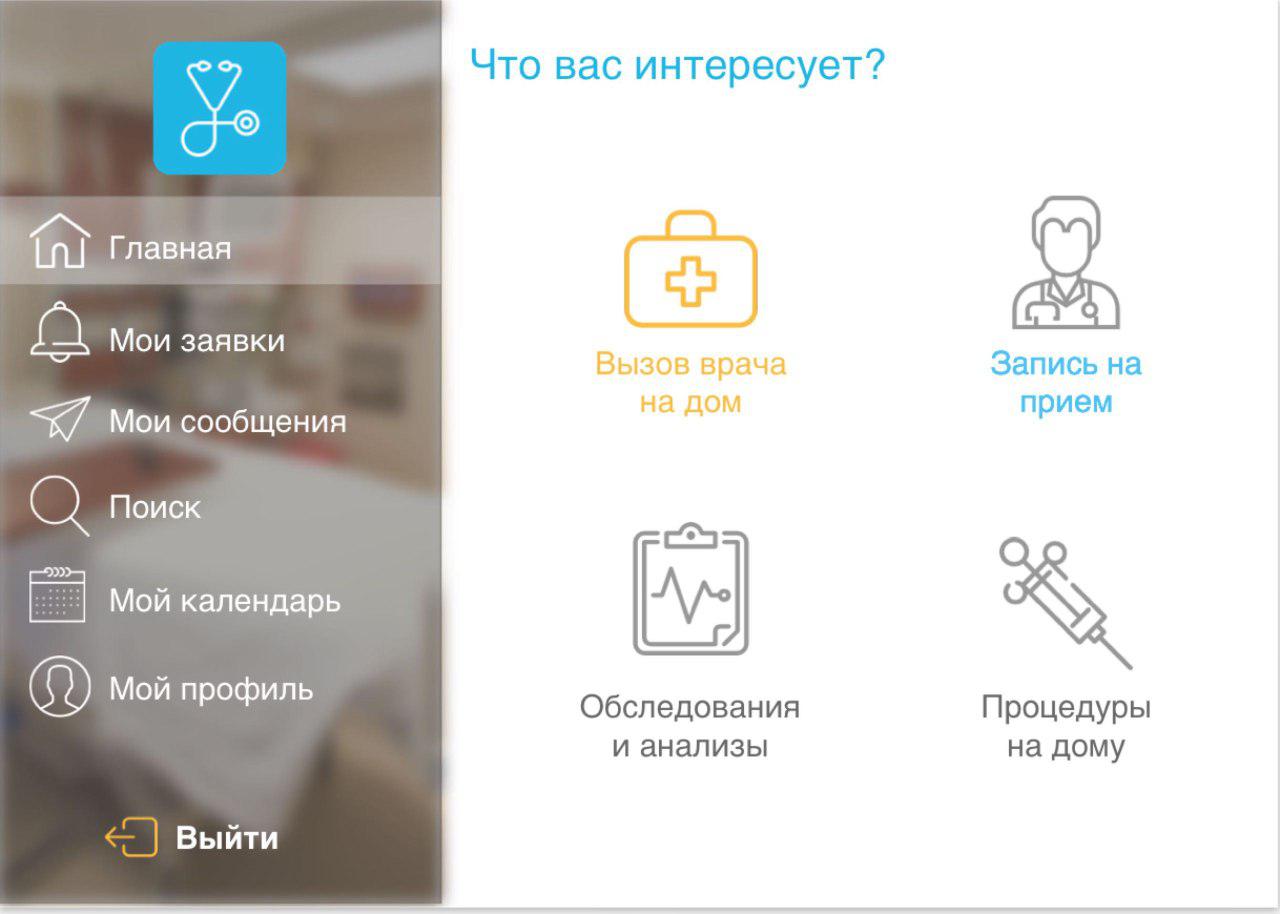 Что вас интересует?
Главная
Мои заявки
Мои сообщения
Поиск
Мой календарь
Мой профиль
Выйти
Вызов врача
на дом
Запись на
прием
Обследования
и анализы
Процедуры
на дому